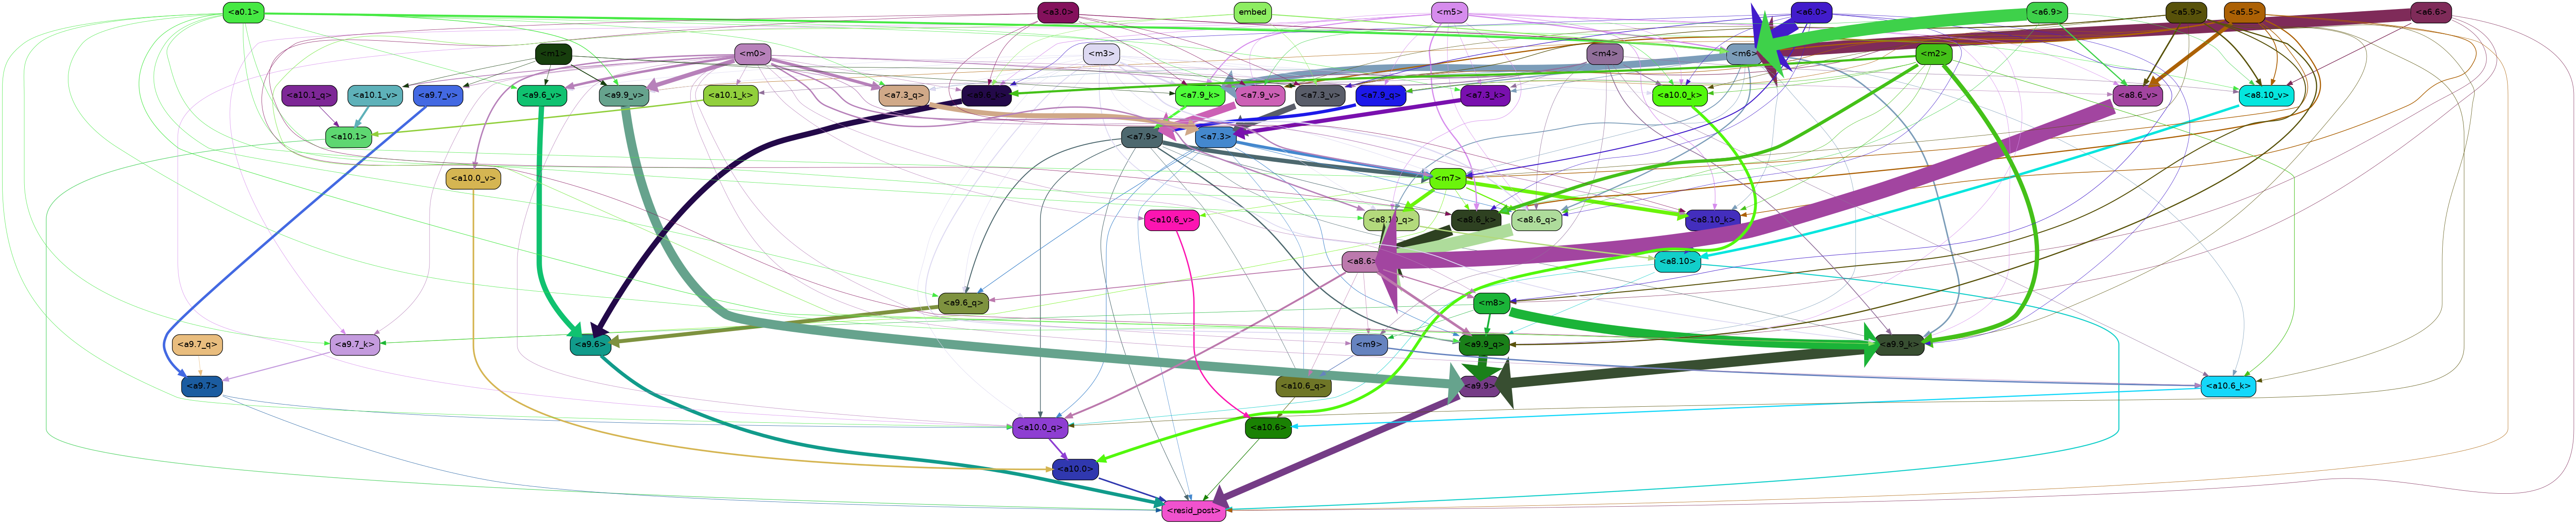 <a0.1> <a3.0> embed <m5> <a6.0> <a6.9> <a5.9> <a5.5> <a6.6>
<m1> <m0> <m3> <m4> <m6> <m2>
<a10.1_q> <a10.1_v> <a9.7_v> <a9.6_v> <a9.9_v> <a10.1_k> <a7.3_q> <a9.6_k> <a7.9_k> <a7.9_v> <a7.3_v> <a7.9_q> <a7.3_k> <a10.0_k> <a8.6_v> <a8.10_v>
<a10.1> <a7.9> <a7.3>
<a10.0_v> <m7>
<a10.6_v> <a8.10_q> <a8.6_k> <a8.6_q> <a8.10_k>
<a8.6> <a8.10>
<a9.6_q> <m8>
<a9.7_q> <a9.7_k> <a9.6> <m9> <a9.9_q> <a9.9_k>
<a9.7> <a10.6_q> <a9.9> <a10.6_k>
<a10.0_q> <a10.6>
<a10.0>
<resid_post>